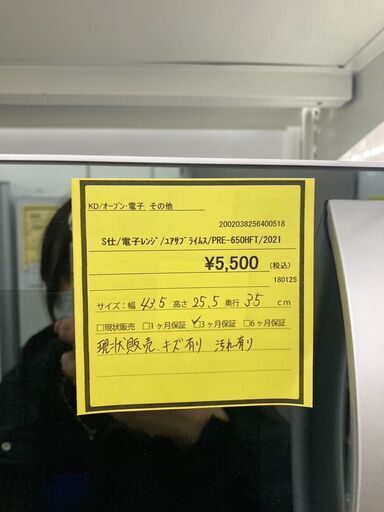 KD/オーブン・電子 その他
2002038256400518
S仕/電子レンジ/ユアサプライムス/PRE-650HFT/2021
¥5,500 (税込)
180125
サイズ：幅 43.5 高さ 25.5 奥行 35 cm
□現状販売 □1ヶ月保証 ☑3ヶ月保証 □6ヶ月保証
現状販売、キズ有り 汚れ有り